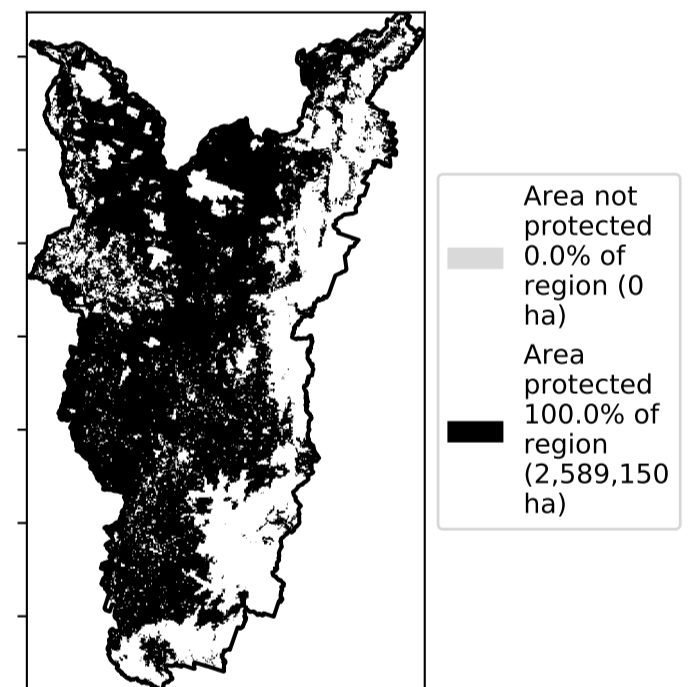 Area not
protected
0.0% of
region (0
ha)
Area
protected
100.0% of
region
(2,589,150
ha)